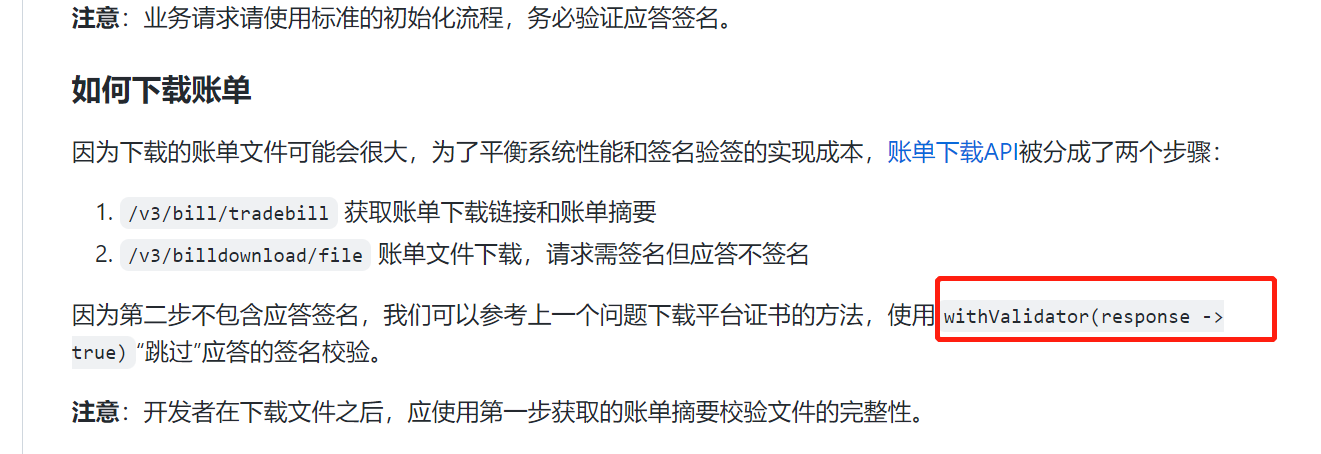 注意：业务请求请使用标准的初始化流程，务必验证应答签名。
如何下载账单
因为下载的账单文件可能会很大，为了平衡系统性能和签名验签的实现成本，账单下载API被分成了两个步骤：
1. /v3/bill/tradebill 获取账单下载链接和账单摘要
2. /v3/billdownload/file 账单文件下载，请求需签名但应答不签名
因为第二步不包含应答签名，我们可以参考上一个问题下载平台证书的方法，使用 withValidator(response ->
true) “跳过”应答的签名校验。
注意：开发者在下载文件之后，应使用第一步获取的账单摘要校验文件的完整性。